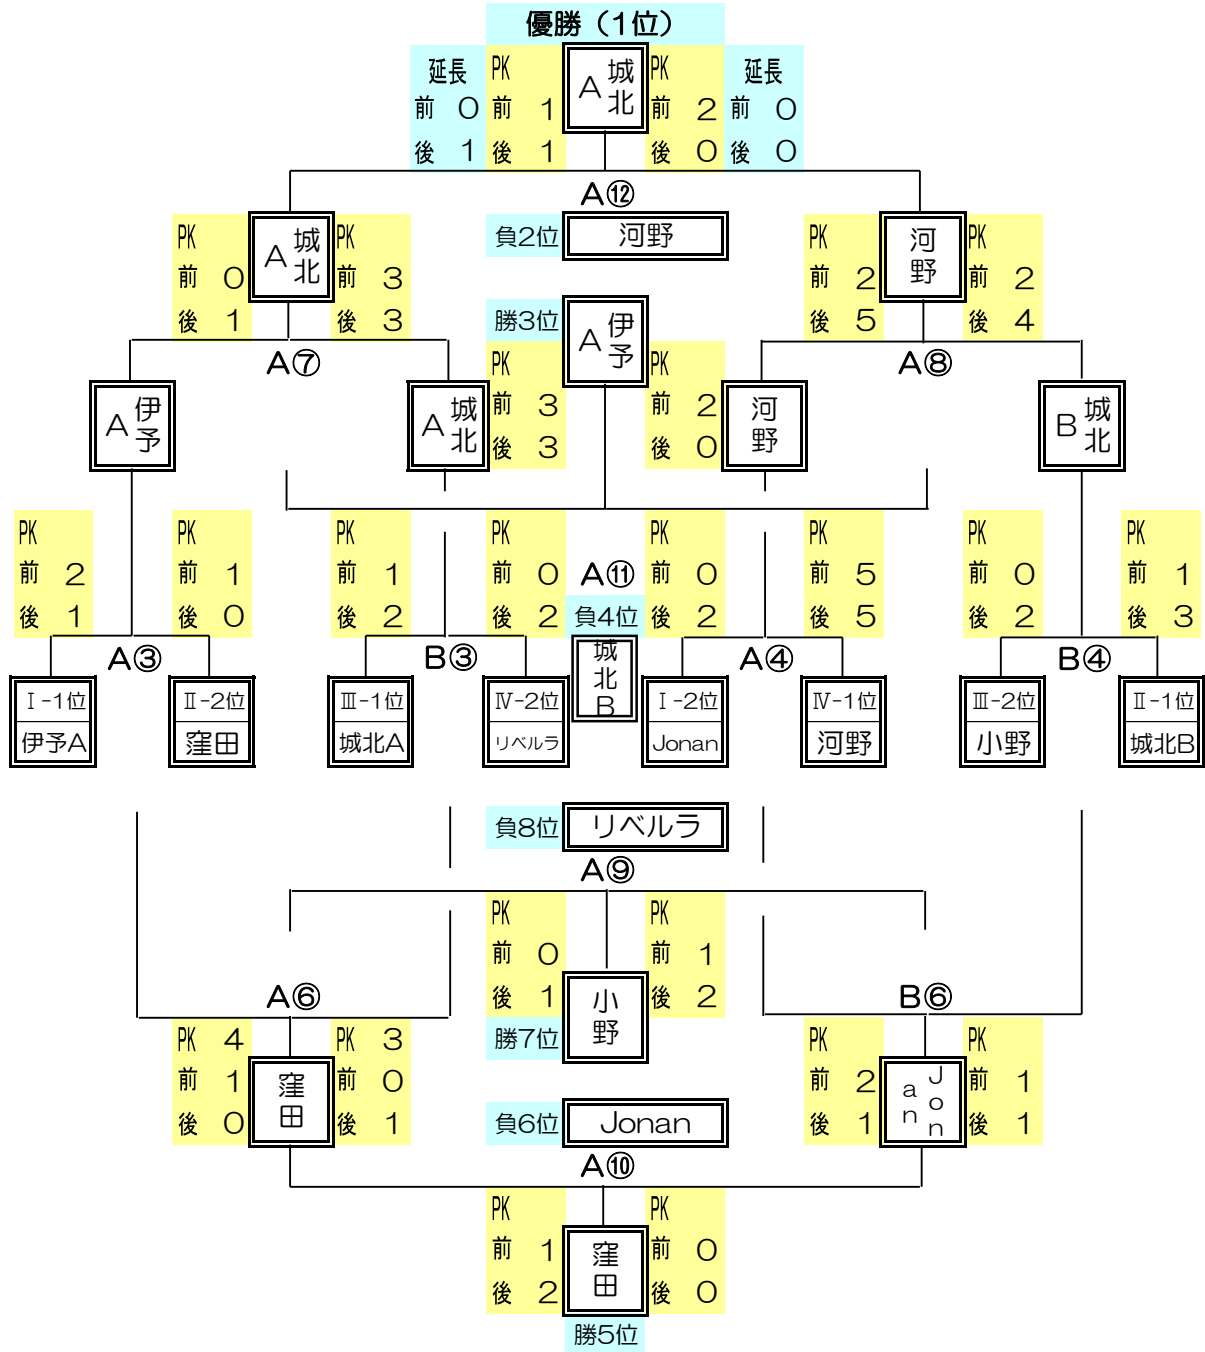 優勝（1位）
延長 PK A城北 PK 延長
前 0 前 1 前 2 前 0
後 1 後 1 後 0 後 0
A⑫
負2位 河野
PK A城北 PK
前 0 前 3
後 1 後 3
PK 河野 PK
前 2 前 2
後 5 後 4
勝3位 A伊予
A⑦
A⑧
PK PK
前 3 前 2
後 3 後 0
A伊予 A城北 河野 B城北
PK PK PK PK PK PK PK PK
前 2 前 1 前 1 前 0 A⑪ 前 0 前 5 前 0 前 1
後 1 後 0 後 2 後 2 負4位 後 2 後 5 後 2 後 3
A③ B③ 城北B A④ B④
Ⅰ-1位 Ⅱ-2位 Ⅲ-1位 Ⅳ-2位 Ⅰ-2位 Ⅳ-1位 Ⅲ-2位 Ⅱ-1位
伊予A 窪田 城北A リベルラ Jonan 河野 小野 城北B
負8位 リベルラ
A⑨
PK PK
前 0 前 1
後 1 小野 後 2
勝7位
A⑥ B⑥
PK 4 PK 3 PK PK
前 1 窪田 前 0 前 2 Jonan 前 1
後 0 後 1 後 1 後 1
負6位 Jonan
A⑩
PK PK
前 1 窪田 前 0
後 2 後 0
勝5位